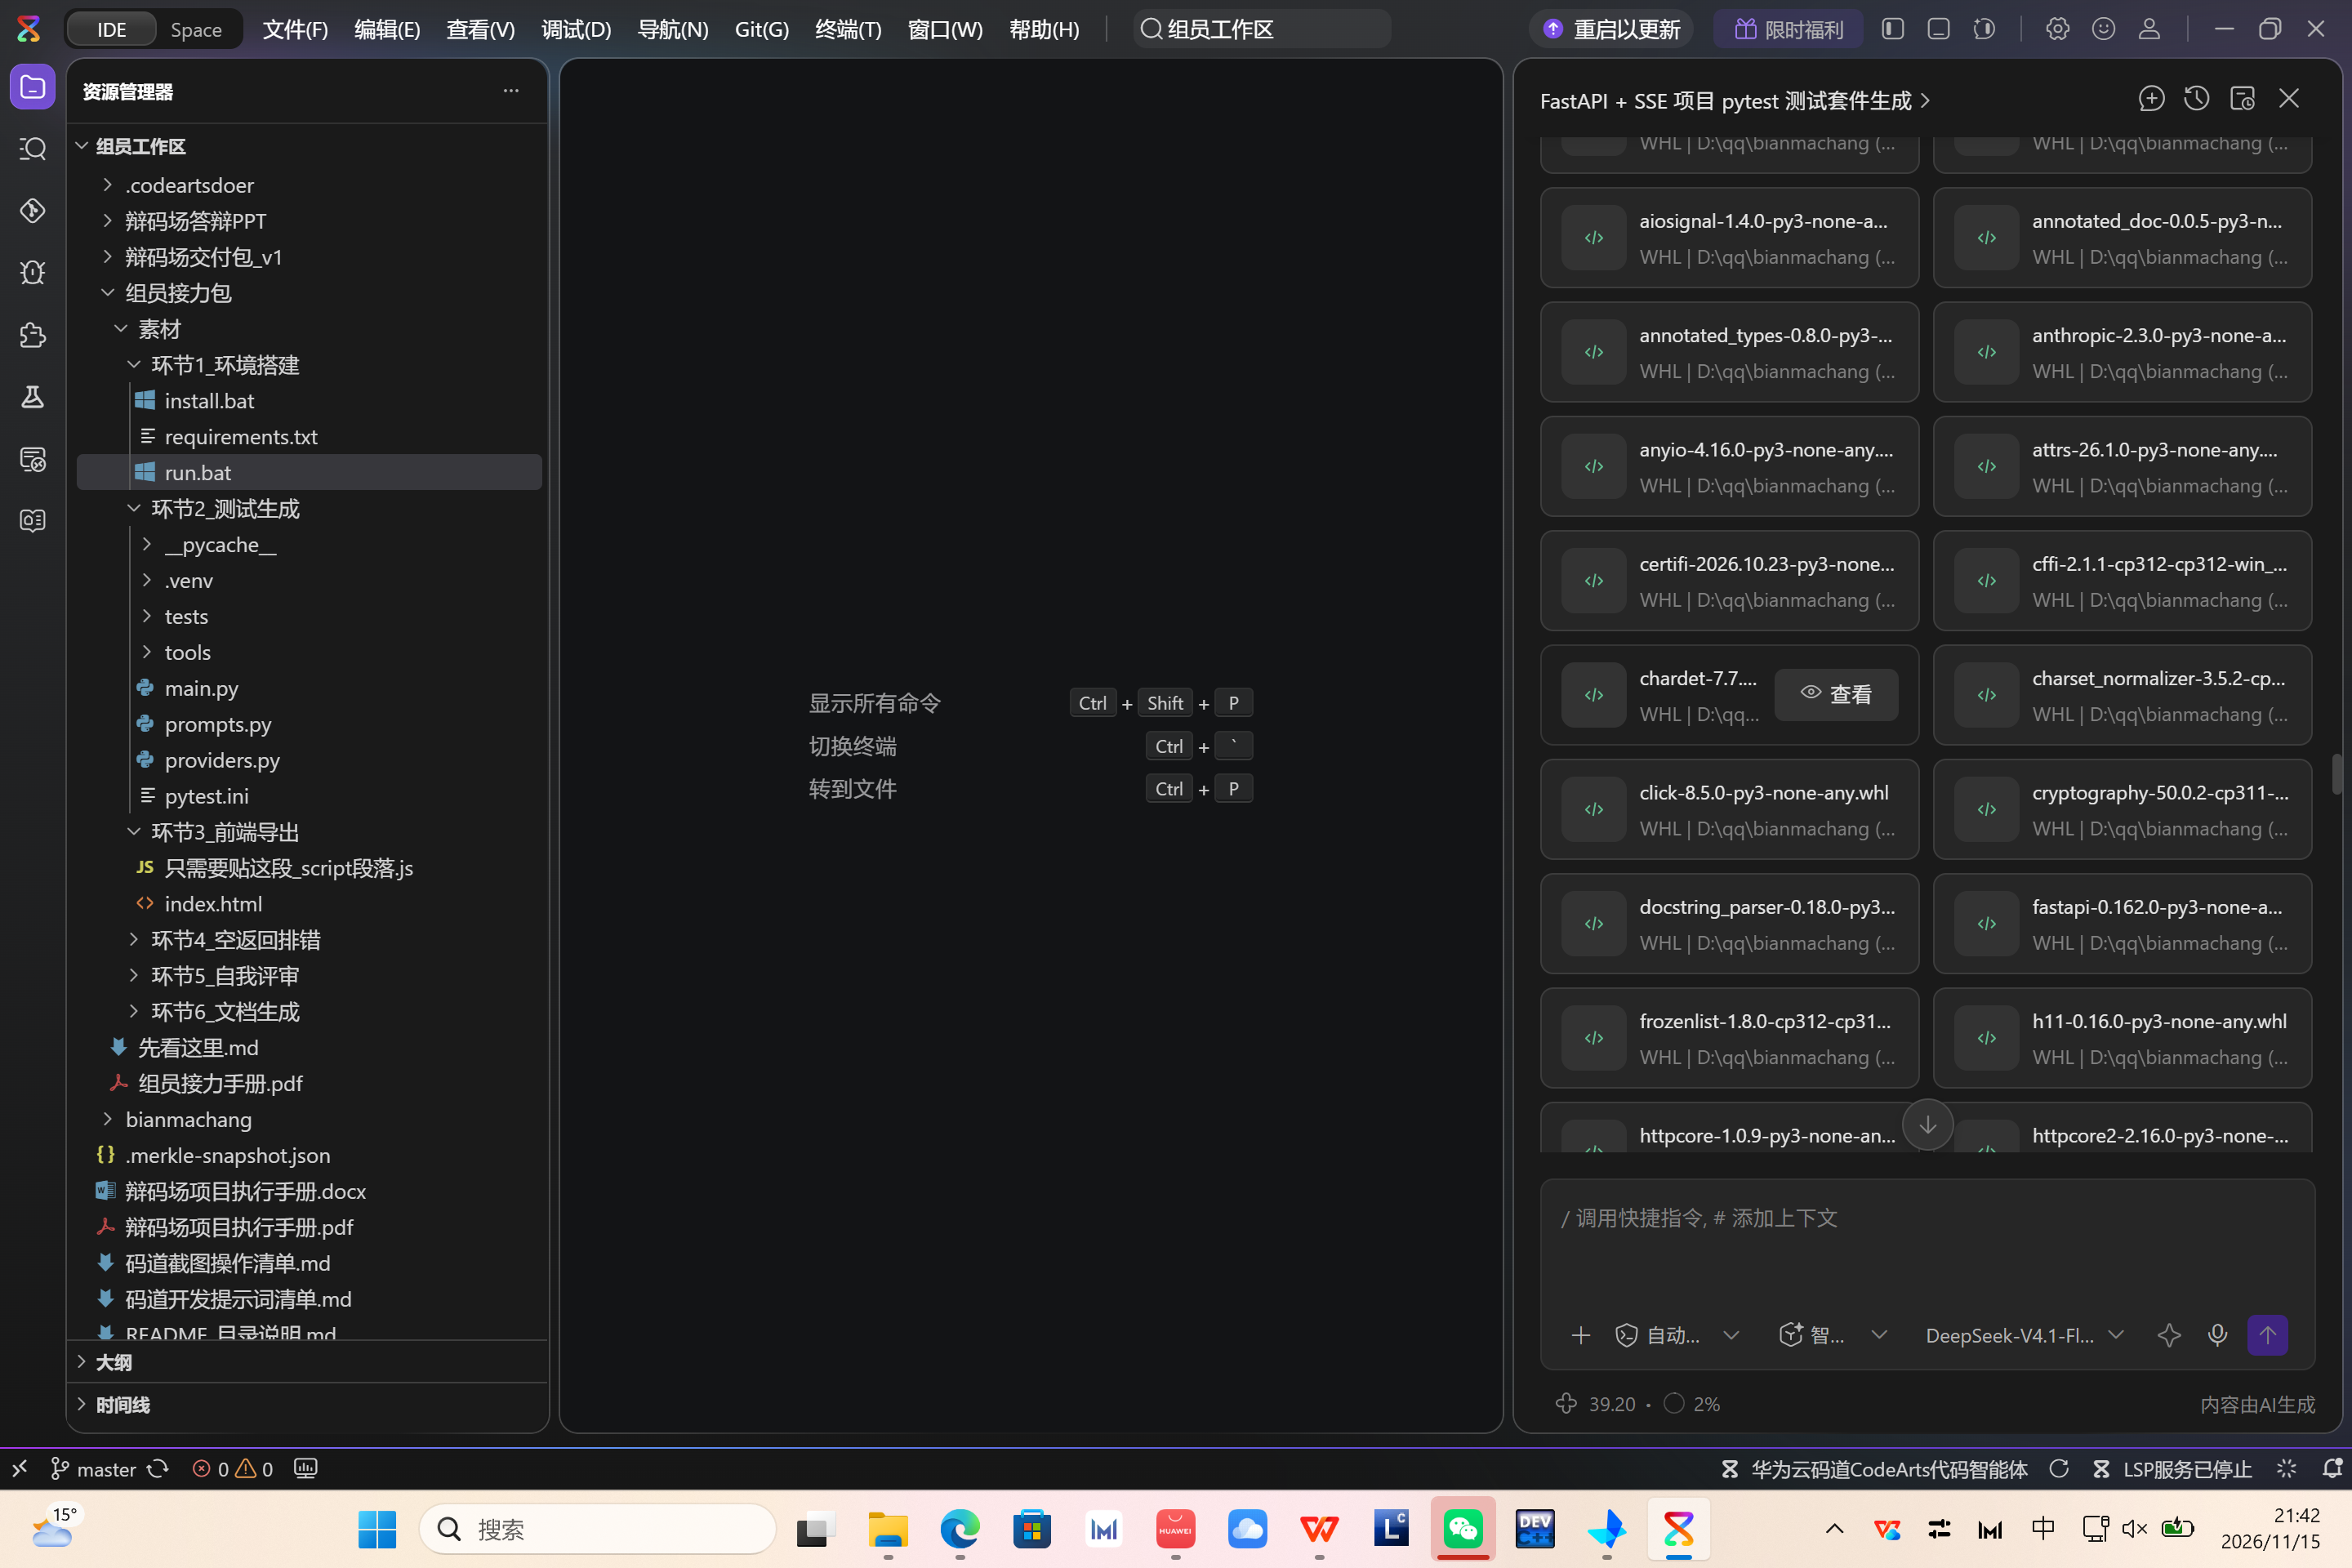 IDE
Space
文件(F)
编辑(E)
查看(V)
调试(D)
导航(N)
Git(G)
终端(T)
窗口(W)
帮助(H)
组员工作区
重启以更新
限时福利
资源管理器
组员工作区
.codeartsdoer
辩码场答辩PPT
辩码场交付包_v1
组员接力包
素材
环节1_环境搭建
install.bat
requirements.txt
run.bat
环节2_测试生成
__pycache__
.venv
tests
tools
main.py
prompts.py
providers.py
pytest.ini
环节3_前端导出
JS 只需要贴这段_script段落.js
index.html
环节4_空返回排错
环节5_自我评审
环节6_文档生成
先看这里.md
组员接力手册.pdf
bianmachang
.merkle-snapshot.json
辩码场项目执行手册.docx
辩码场项目执行手册.pdf
码道截图操作清单.md
码道开发提示词清单.md
README_目录说明.md
大纲
时间线
显示所有命令 Ctrl + Shift + P
切换终端 Ctrl + `
转到文件 Ctrl + P
FastAPI + SSE 项目 pytest 测试套件生成
WHL | D:\qq\bianmachang (...
WHL | D:\qq\bianmachang (...
aiosignal-1.4.0-py3-none-a...
WHL | D:\qq\bianmachang (...
annotated_doc-0.0.5-py3-n...
WHL | D:\qq\bianmachang (...
annotated_types-0.8.0-py3-...
WHL | D:\qq\bianmachang (...
anthropic-2.3.0-py3-none-a...
WHL | D:\qq\bianmachang (...
anyio-4.16.0-py3-none-any....
WHL | D:\qq\bianmachang (...
attrs-26.1.0-py3-none-any....
WHL | D:\qq\bianmachang (...
certifi-2026.10.23-py3-none...
WHL | D:\qq\bianmachang (...
cffi-2.1.1-cp312-cp312-win_...
WHL | D:\qq\bianmachang (...
chardet-7.7....
WHL | D:\qq...
查看
charset_normalizer-3.5.2-cp...
WHL | D:\qq\bianmachang (...
click-8.5.0-py3-none-any.whl
WHL | D:\qq\bianmachang (...
cryptography-50.0.2-cp311-...
WHL | D:\qq\bianmachang (...
docstring_parser-0.18.0-py3...
WHL | D:\qq\bianmachang (...
fastapi-0.162.0-py3-none-a...
WHL | D:\qq\bianmachang (...
frozenlist-1.8.0-cp312-cp31...
WHL | D:\qq\bianmachang (...
h11-0.16.0-py3-none-any.whl
WHL | D:\qq\bianmachang (...
httpcore-1.0.9-py3-none-an...
httpcore2-2.16.0-py3-none-...
/ 调用快捷指令, # 添加上下文
自动...
智...
DeepSeek-V4.1-Fl...
39.20 • 2%
内容由AI生成
master
0
0
华为云码道CodeArts代码智能体
LSP服务已停止
15°
搜索
HUAWEI
LC
DEV C++
中
21:42
2026/11/15